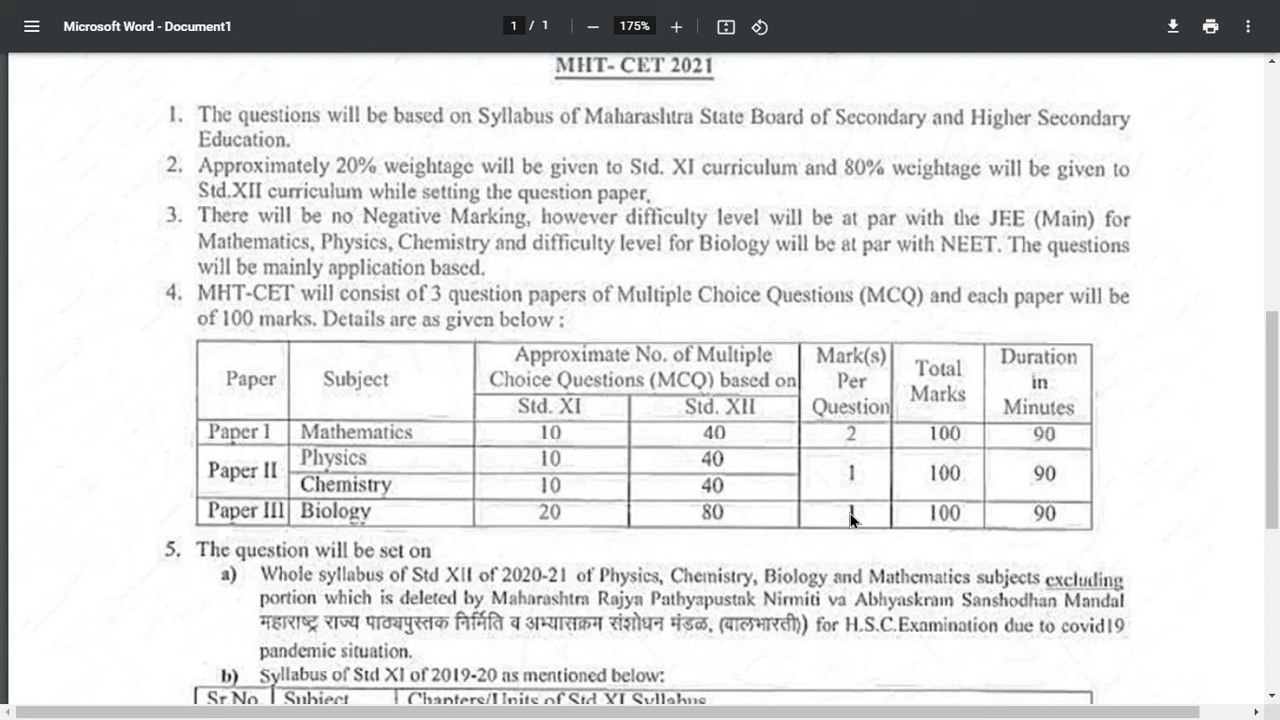 Microsoft Word - Document1
1 / 1
175%
MHT- CET 2021
1. The questions will be based on Syllabus of Maharashtra State Board of Secondary and Higher Secondary
Education.
2. Approximately 20% weightage will be given to Std. XI curriculum and 80% weightage will be given to
Std.XII curriculum while setting the question paper.
3. There will be no Negative Marking, however difficulty level will be at par with the JEE (Main) for
Mathematics, Physics, Chemistry and difficulty level for Biology will be at par with NEET. The questions
will be mainly application based.
4. MHT-CET will consist of 3 question papers of Multiple Choice Questions (MCQ) and each paper will be
of 100 marks. Details are as given below :
Paper Subject Approximate No. of Multiple Choice Questions (MCQ) based on Mark(s) Per Question Total Marks Duration in Minutes
Std. XI Std. XII
Paper I Mathematics 10 40 2 100 90
Paper II Physics 10 40 1 100 90
Chemistry 10 40
Paper III Biology 20 80 1 100 90
5. The question will be set on
a) Whole syllabus of Std XII of 2020-21 of Physics, Chemistry, Biology and Mathematics subjects excluding
portion which is deleted by Maharashtra Rajya Pathyapustak Nirmiti va Abhyaskram Sanshodhan Mandal
महाराष्ट्र राज्य पाठ्यपुस्तक निर्मिति व अभ्यासक्रम संशोधन मंडळ, (बालभारती)) for H.S.C.Examination due to covid19
pandemic situation.
b) Syllabus of Std XI of 2019-20 as mentioned below:
Sr.No. Subject Chapters/Units of Std XI Syllabus